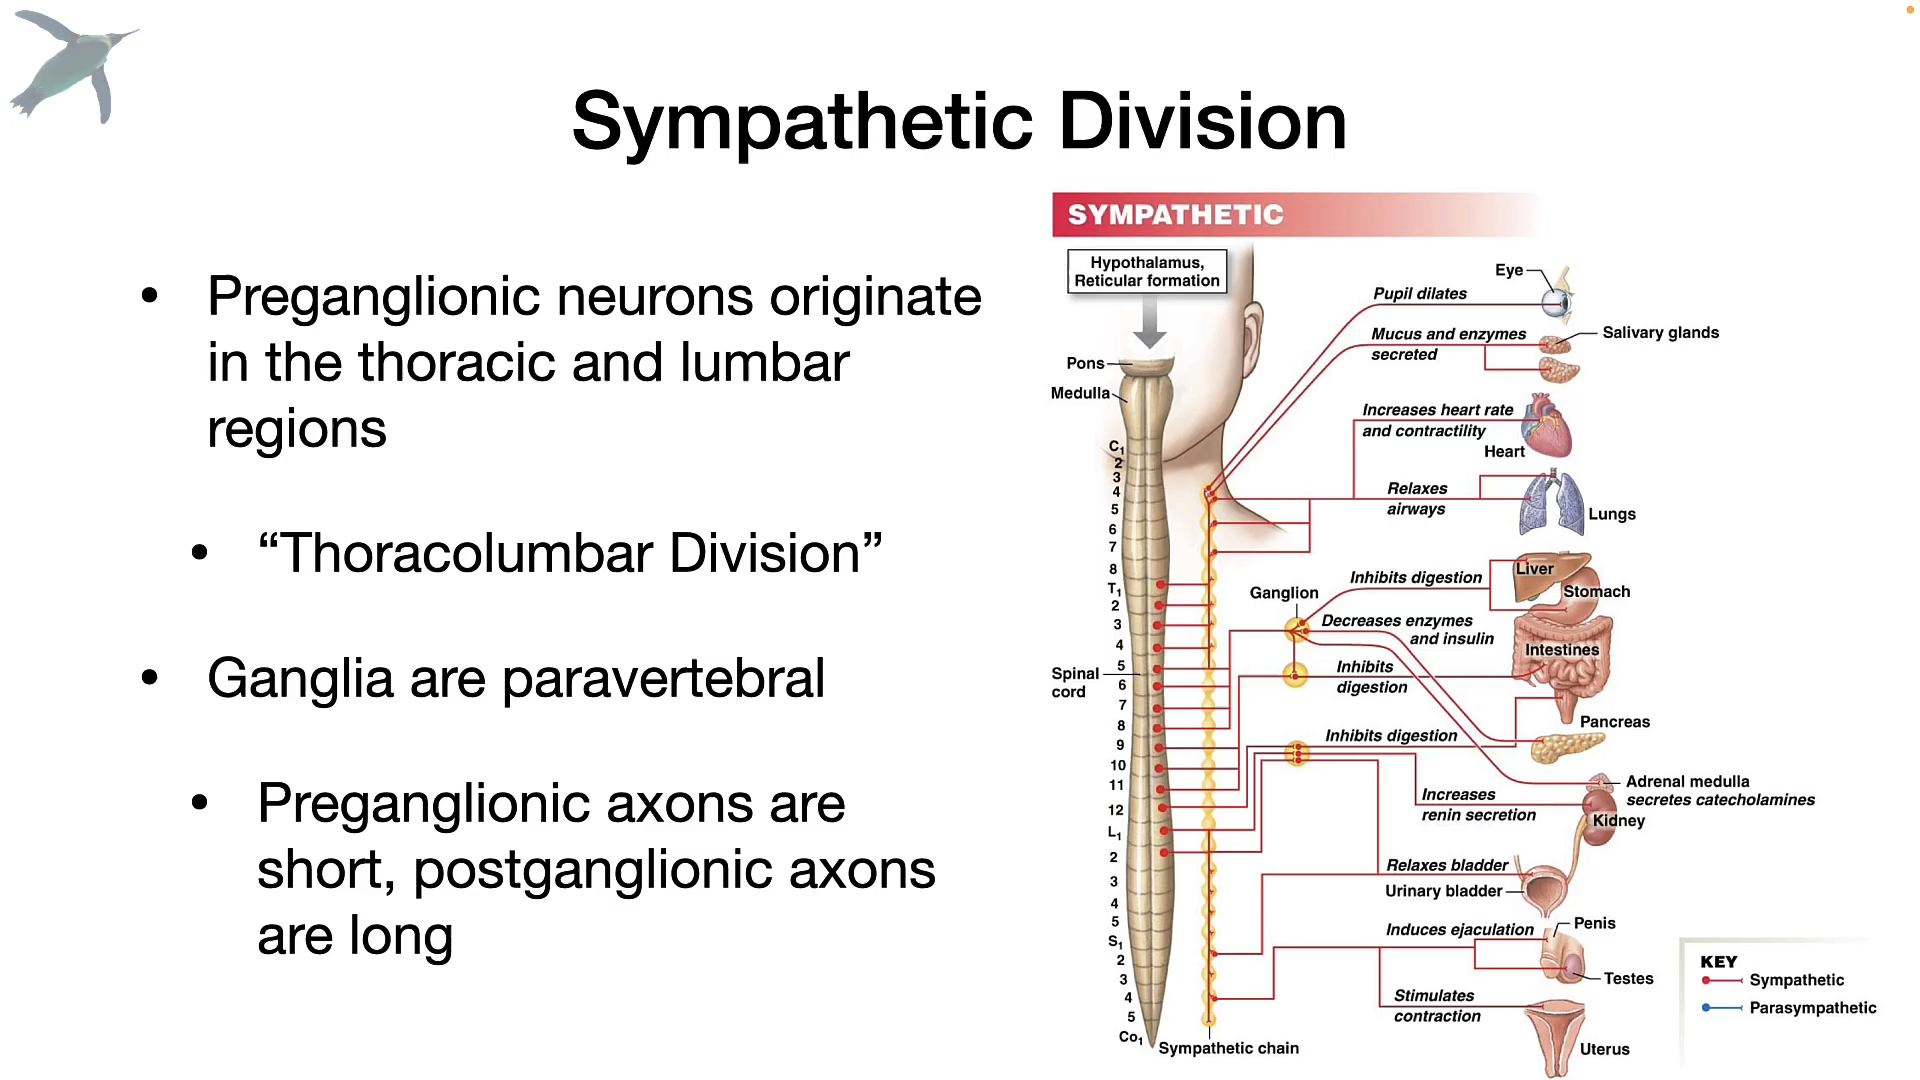 Sympathetic Division
• Preganglionic neurons originate
in the thoracic and lumbar
regions
• “Thoracolumbar Division”
• Ganglia are paravertebral
• Preganglionic axons are
short, postganglionic axons
are long
SYMPATHETIC
Hypothalamus,
Reticular formation
Pons
Medulla
C1
2
3
4
5
6
7
8
T1
2
3
4
5
6
7
8
9
10
11
12
L1
2
3
4
5
S1
2
3
4
5
Co1
Spinal
cord
Sympathetic chain
Eye
Pupil dilates
Mucus and enzymes
secreted
Salivary glands
Increases heart rate
and contractility
Heart
Relaxes
airways
Lungs
Ganglion
Inhibits digestion
Liver
Stomach
Decreases enzymes
and insulin
Intestines
Inhibits
digestion
Pancreas
Inhibits digestion
Adrenal medulla
secretes catecholamines
Increases
renin secretion
Kidney
Relaxes bladder
Urinary bladder
Induces ejaculation
Penis
Testes
Stimulates
contraction
Uterus
KEY
Sympathetic
Parasympathetic